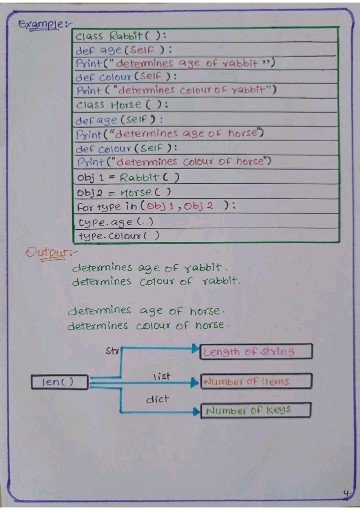 Example:-
Class Rabbit( ):
def age (Self ) :
Print("determines age of rabbit ")
def colour (Self ) :
Print ("determines colour of rabbit")
Class Horse ( ) :
def age (Self ) :
Print("determines age of horse")
def colour (Self ) :
Print("determines colour of horse")
Obj 1 = Rabbit ( )
Obj 2 = Horse ( )
For type in (Obj 1 , Obj 2 ) :
type. age ( . )
type. colour( )
Output:-
determines age of rabbit.
determines colour of rabbit.
determines age of horse.
determines colour of horse.
Str
Length of String
len( )
list
Number of Items
dict
Number of Keys
4